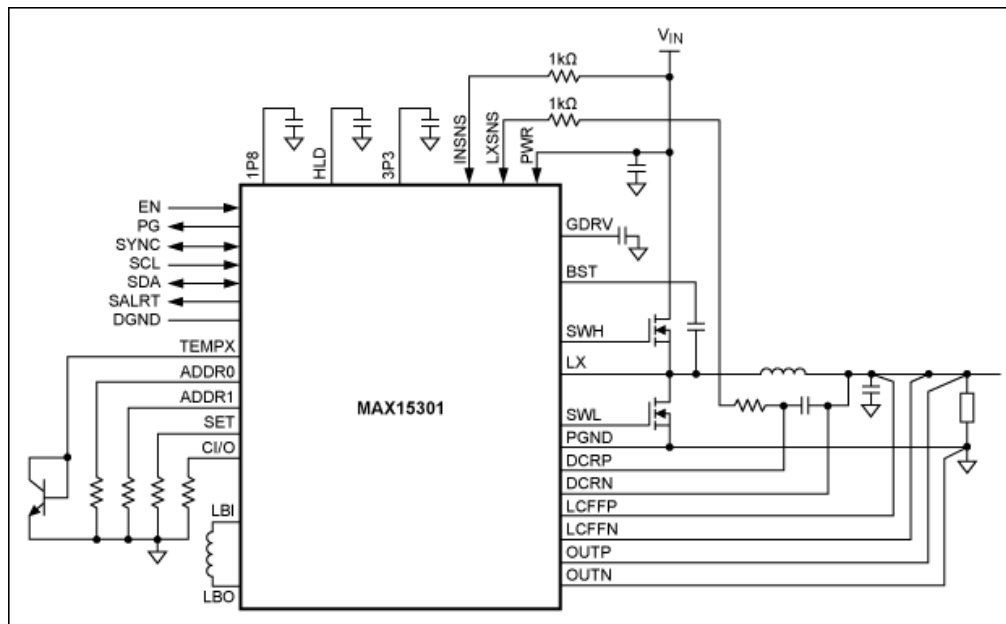 VIN
1kΩ
1kΩ
1P8
HLD
3P3
INSNS
LXSNS
PWR
EN
PG
SYNC
SCL
SDA
SALRT
DGND
TEMPX
ADDR0
ADDR1
SET
CI/O
LBI
LBO
MAX15301
GDRV
BST
SWH
LX
SWL
PGND
DCRP
DCRN
LCFFP
LCFFN
OUTP
OUTN